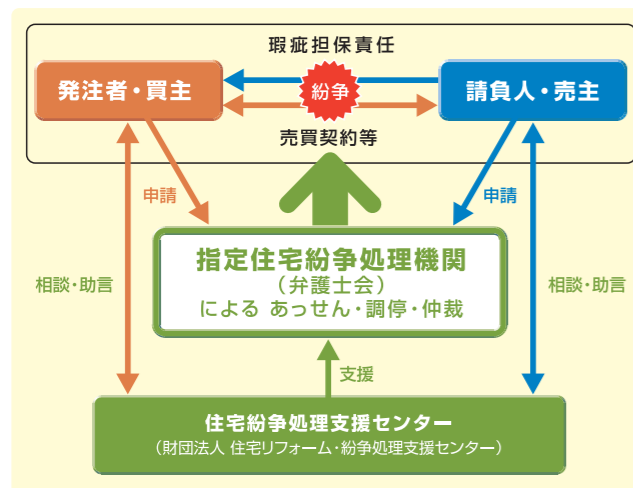 瑕疵担保責任
発注者・買主
紛争
請負人・売主
売買契約等
申請
申請
指定住宅紛争処理機関
（弁護士会）
による あっせん・調停・仲裁
相談・助言
相談・助言
支援
住宅紛争処理支援センター
（財団法人 住宅リフォーム・紛争処理支援センター）